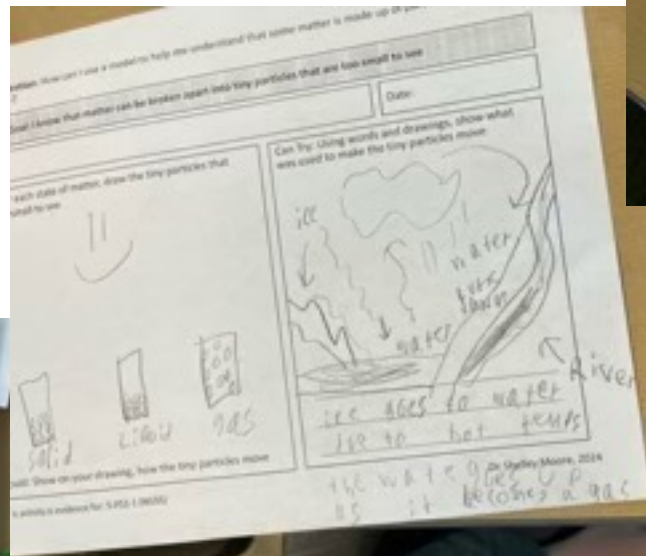 How can I use a model to help me understand that some matter is made up of
I know that matter can be broken apart into tiny particles that are too small to see
Date:
each state of matter, draw the tiny particles that
small to see
solid
Liqoid
gas
Show on your drawing, how the tiny particles move
activity is evidence for: 5-PS1-1
Can Try: Using words and drawings, show what
was used to make the tiny particles move
ice
water
water
River
ice goes to water
due to hot temps
Dr. Shelley Moore, 2024
the water goes up
as it becomes a gas